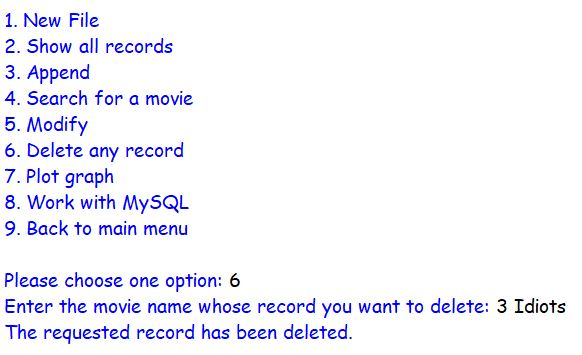 1. New File
2. Show all records
3. Append
4. Search for a movie
5. Modify
6. Delete any record
7. Plot graph
8. Work with MySQL
9. Back to main menu
Please choose one option: 6
Enter the movie name whose record you want to delete: 3 Idiots
The requested record has been deleted.